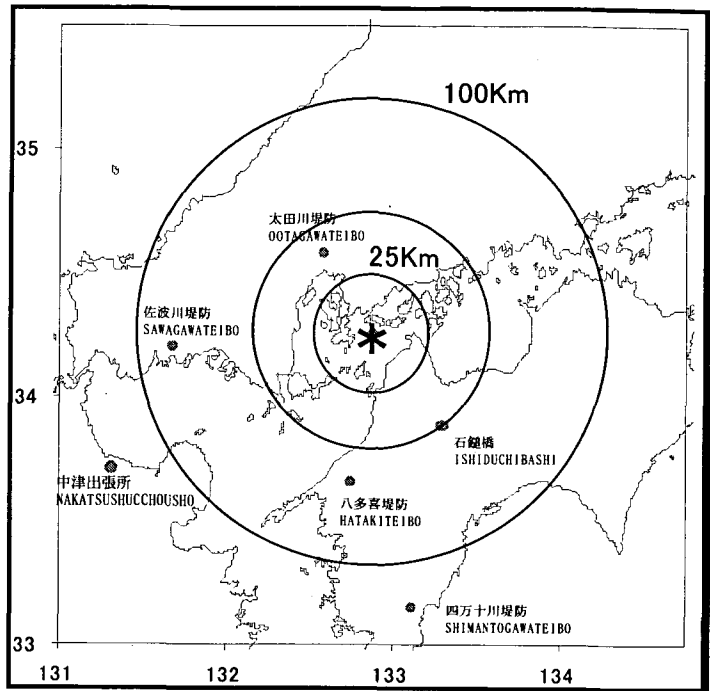 100Km
35
太田川堤防
OOTAGAWATEIBO
25Km
佐波川堤防
SAWAGAWATEIBO
34
石鎚橋
ISHIDUCHIBASHI
中津出張所
NAKATSUSHUCCHOUSHO
八多喜堤防
HATAKITEIBO
四万十川堤防
SHIMANTOGAWATEIBO
33
131
132
133
134